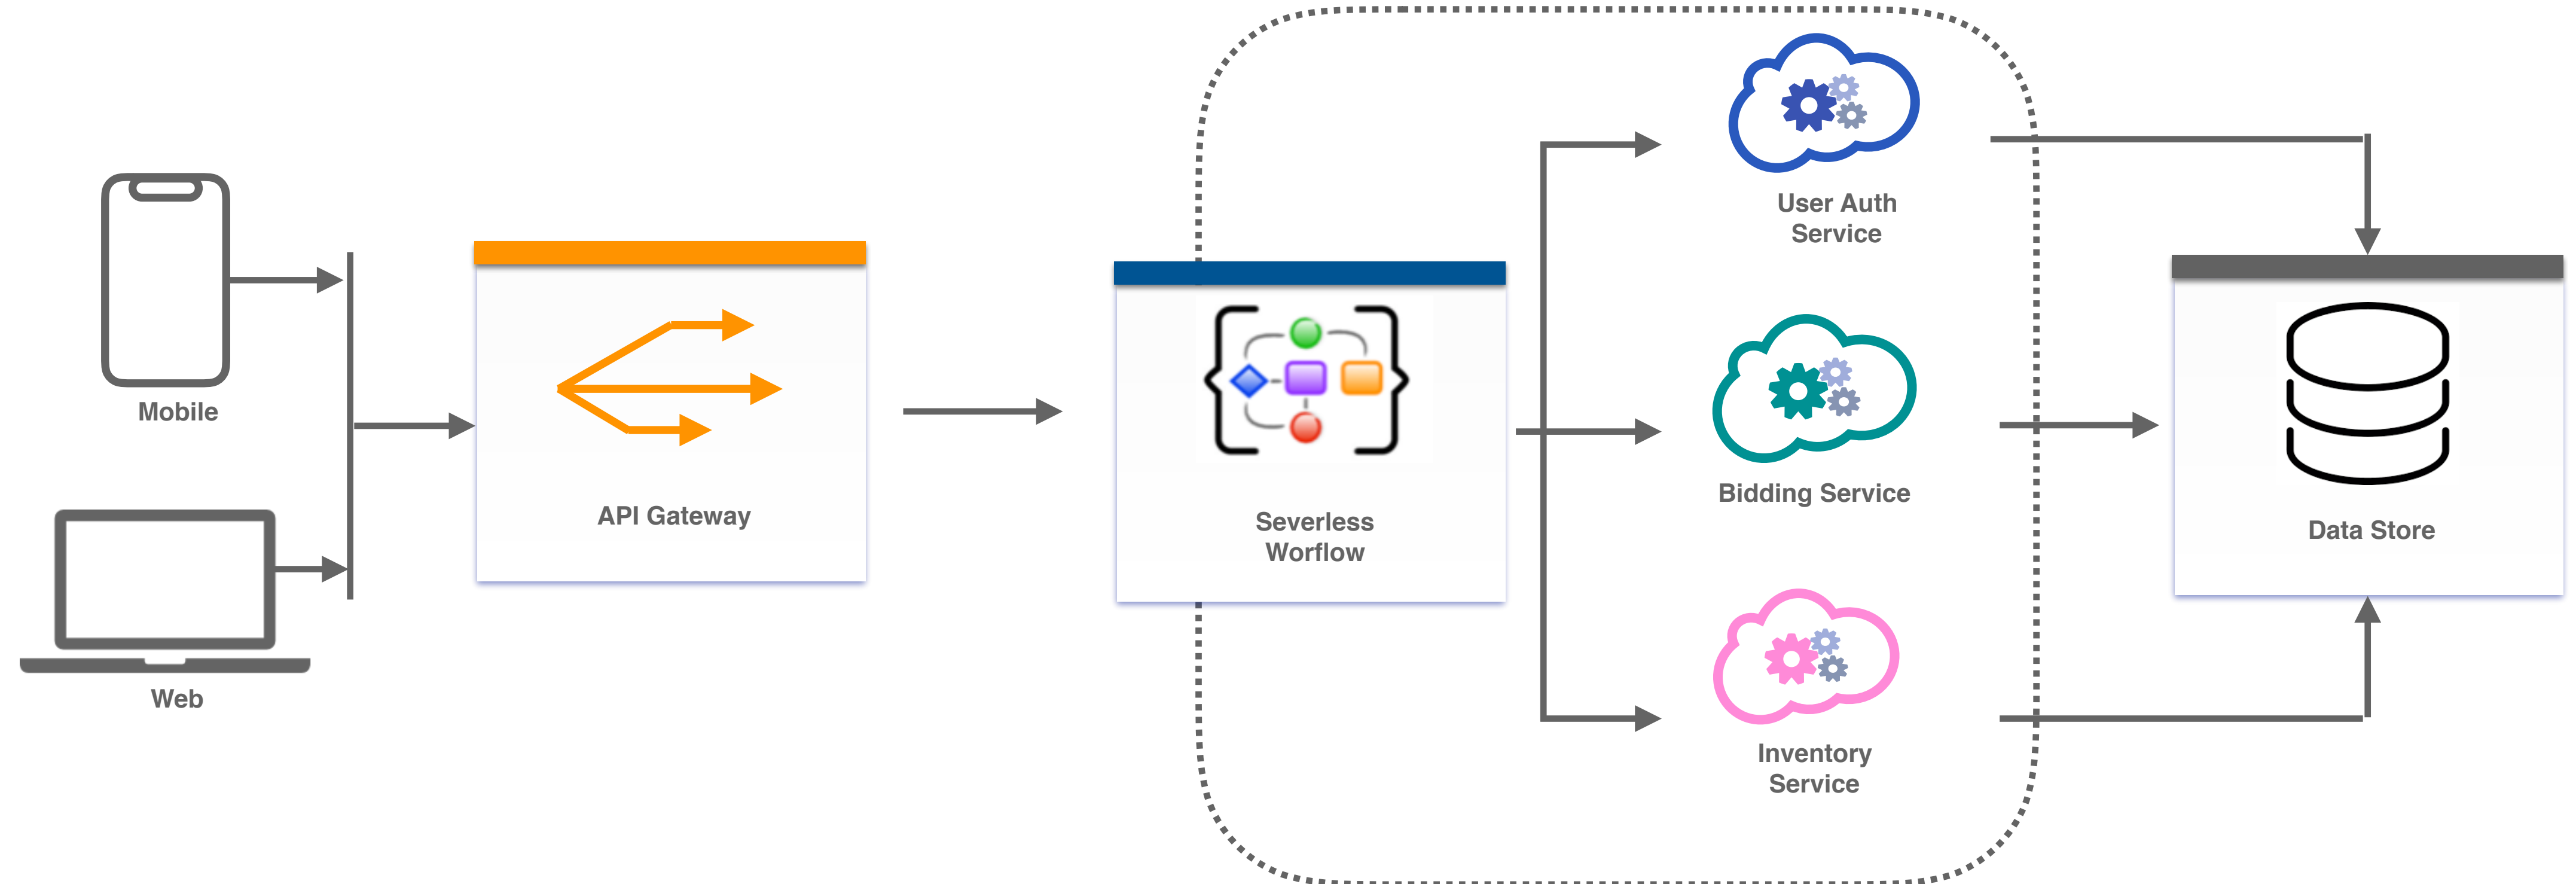 Mobile
Web
API Gateway
Severless
Worflow
User Auth
Service
Bidding Service
Inventory
Service
Data Store